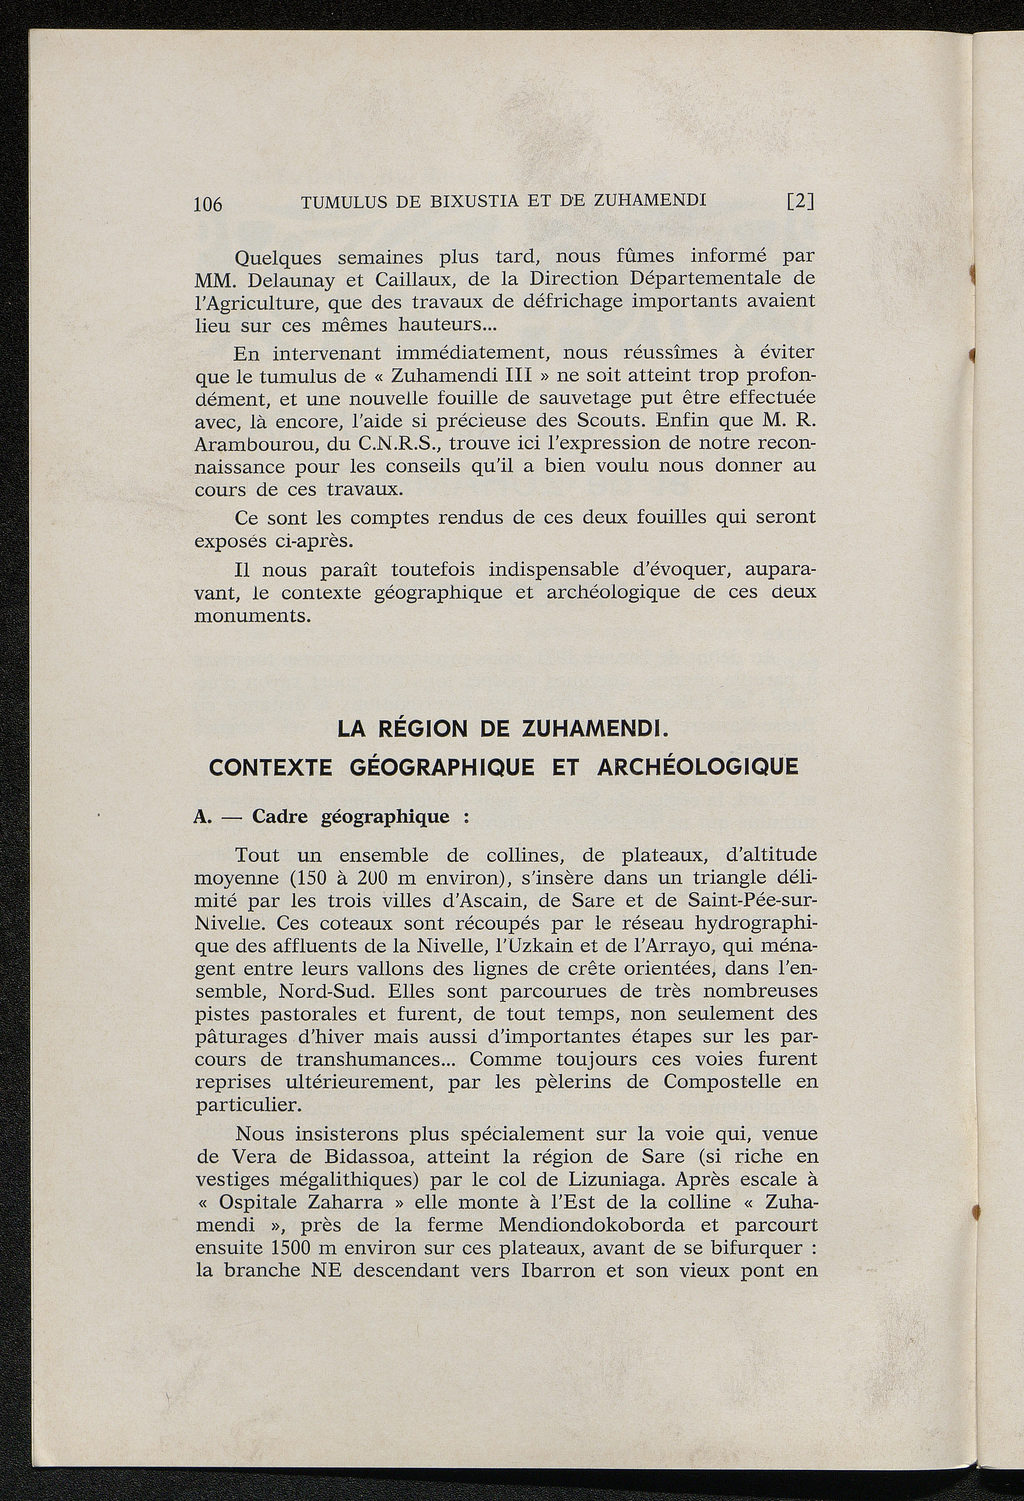 106 TUMULUS DE BIXUSTIA ET DE ZUHAMENDI [2]
Quelques semaines plus tard, nous fûmes informé par
MM. Delaunay et Caillaux, de la Direction Départementale de
l'Agriculture, que des travaux de défrichage importants avaient
lieu sur ces mêmes hauteurs...
En intervenant immédiatement, nous réussîmes à éviter
que le tumulus de « Zuhamendi III » ne soit atteint trop profon-
dément, et une nouvelle fouille de sauvetage put être effectuée
avec, là encore, l'aide si précieuse des Scouts. Enfin que M. R.
Arambourou, du C.N.R.S., trouve ici l'expression de notre recon-
naissance pour les conseils qu'il a bien voulu nous donner au
cours de ces travaux.
Ce sont les comptes rendus de ces deux fouilles qui seront
exposés ci-après.
Il nous paraît toutefois indispensable d'évoquer, aupara-
vant, le contexte géographique et archéologique de ces deux
monuments.
LA RÉGION DE ZUHAMENDI.
CONTEXTE GÉOGRAPHIQUE ET ARCHÉOLOGIQUE
A. — Cadre géographique :
Tout un ensemble de collines, de plateaux, d'altitude
moyenne (150 à 200 m environ), s'insère dans un triangle déli-
mité par les trois villes d'Ascain, de Sare et de Saint-Pée-sur-
Nivelle. Ces coteaux sont récoupés par le réseau hydrographi-
que des affluents de la Nivelle, l'Uzkain et de l'Arrayo, qui ména-
gent entre leurs vallons des lignes de crête orientées, dans l'en-
semble, Nord-Sud. Elles sont parcourues de très nombreuses
pistes pastorales et furent, de tout temps, non seulement des
pâturages d'hiver mais aussi d'importantes étapes sur les par-
cours de transhumances... Comme toujours ces voies furent
reprises ultérieurement, par les pèlerins de Compostelle en
particulier.
Nous insisterons plus spécialement sur la voie qui, venue
de Vera de Bidassoa, atteint la région de Sare (si riche en
vestiges mégalithiques) par le col de Lizuniaga. Après escale à
« Ospitale Zaharra » elle monte à l'Est de la colline « Zuha-
mendi », près de la ferme Mendiondokoborda et parcourt
ensuite 1500 m environ sur ces plateaux, avant de se bifurquer :
la branche NE descendant vers Ibarron et son vieux pont en